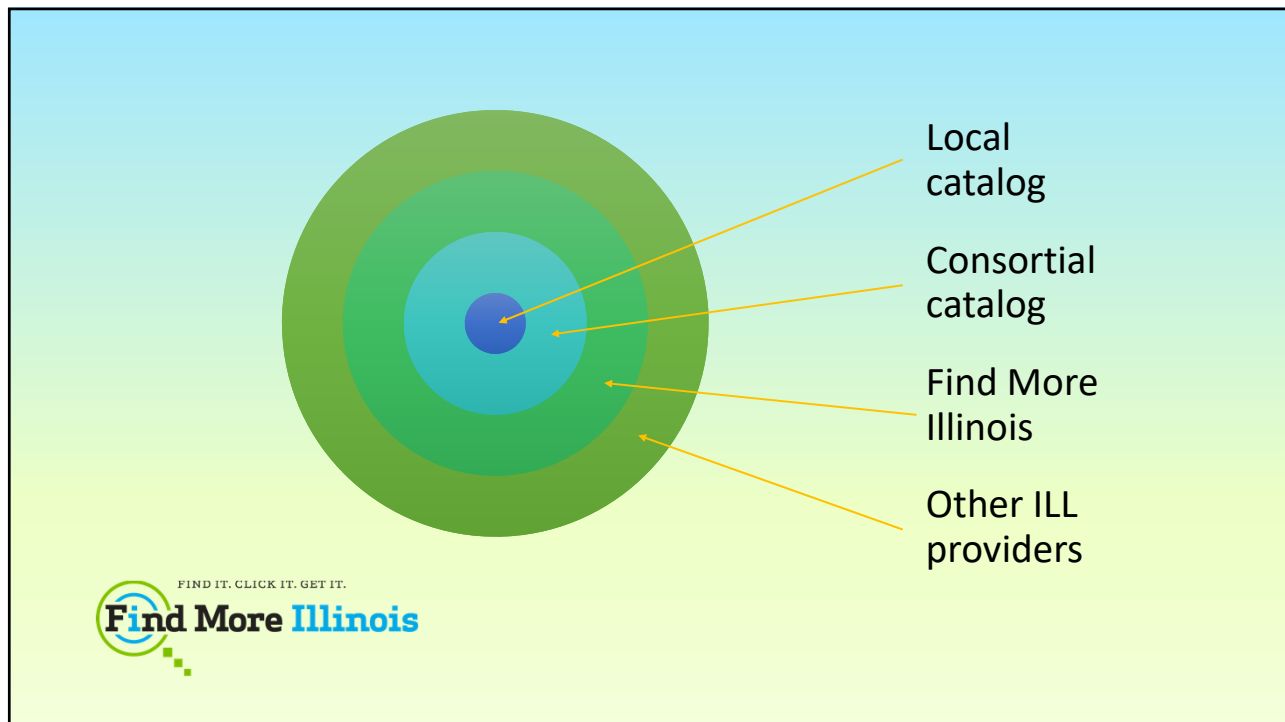 Local
catalog
Consortial
catalog
Find More
Illinois
Other ILL
providers
FIND IT. CLICK IT. GET IT.
Find More Illinois